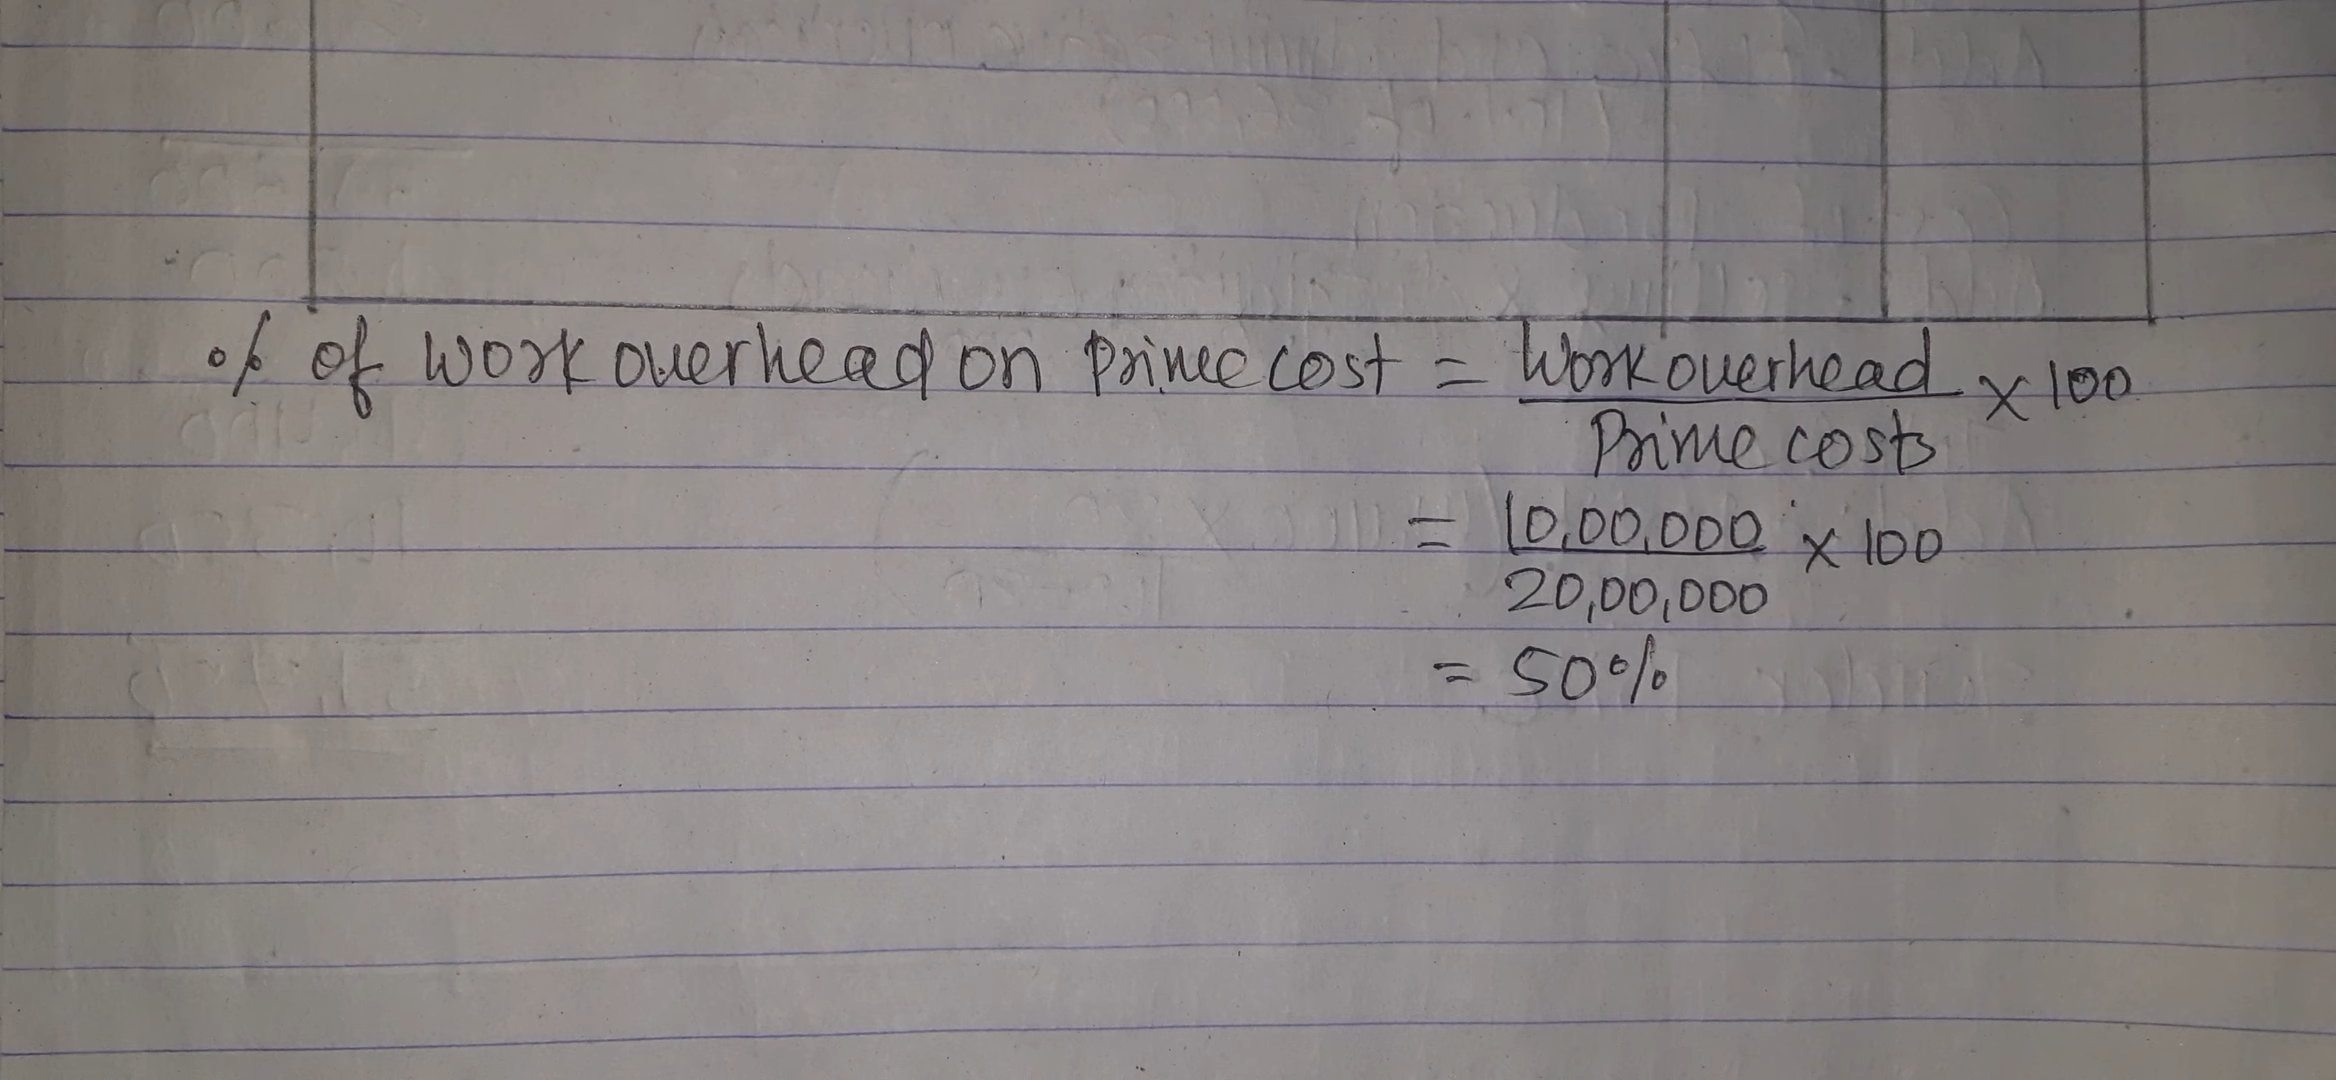 % of work overhead on Prime cost = Work overhead × 100
Prime costs
= 10,00,000 × 100
20,00,000
= 50%